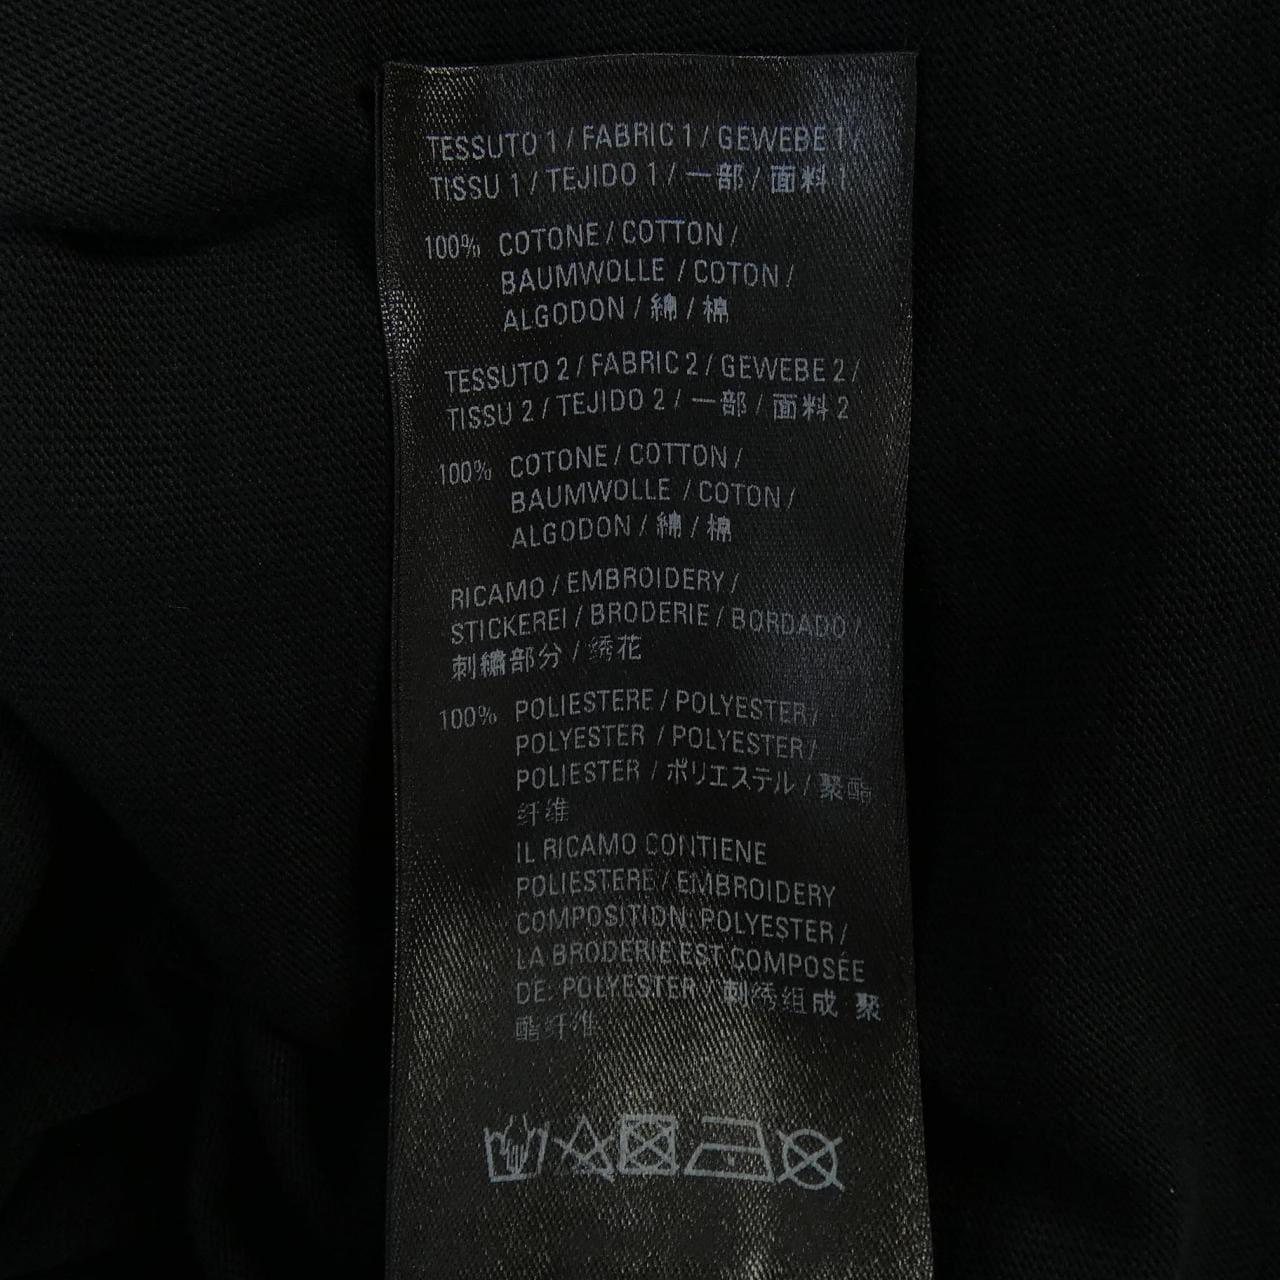 TESSUTO 1 / FABRIC 1 / GEWEBE 1 /
TISSU 1 / TEJIDO 1 / 一部 / 面料 1
100% COTONE / COTTON /
BAUMWOLLE / COTON /
ALGODON / 綿 / 棉
TESSUTO 2 / FABRIC 2 / GEWEBE 2 /
TISSU 2 / TEJIDO 2 / 一部 / 面料 2
100% COTONE / COTTON /
BAUMWOLLE / COTON /
ALGODON / 綿 / 棉
RICAMO / EMBROIDERY /
STICKEREI / BRODERIE / BORDADO /
刺繍部分 / 绣花
100% POLIESTERE / POLYESTER /
POLYESTER / POLYESTER /
POLIESTER / ポリエステル / 聚酯
纤维
IL RICAMO CONTIENE
POLIESTERE / EMBROIDERY
COMPOSITION: POLYESTER /
LA BRODERIE EST COMPOSÉE
DE: POLYESTER / 刺绣组成 聚
酯纤维